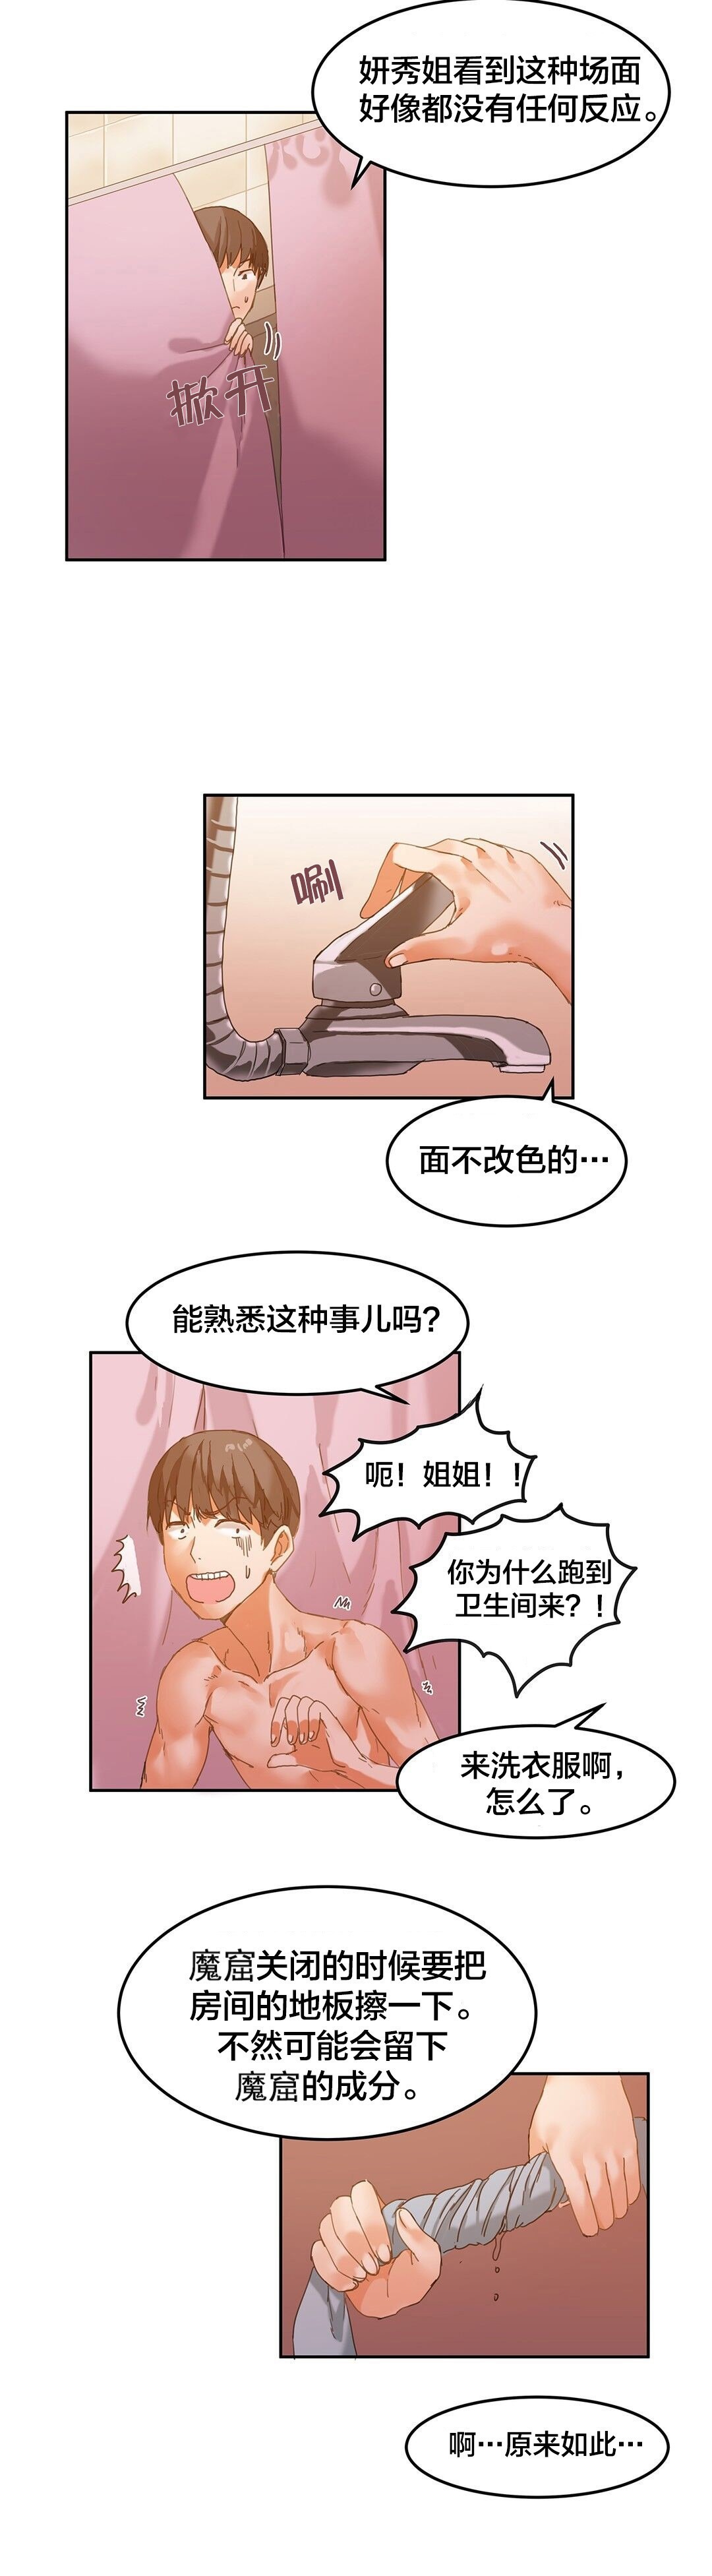 妍秀姐看到这种场面
好像都没有任何反应。
掀开
唰
面不改色的…
能熟悉这种事儿吗?
呃！姐姐！！
你为什么跑到
卫生间来？！
来洗衣服啊，
怎么了。
魔窟关闭的时候要把
房间的地板擦一下。
不然可能会留下
魔窟的成分。
啊…原来如此…